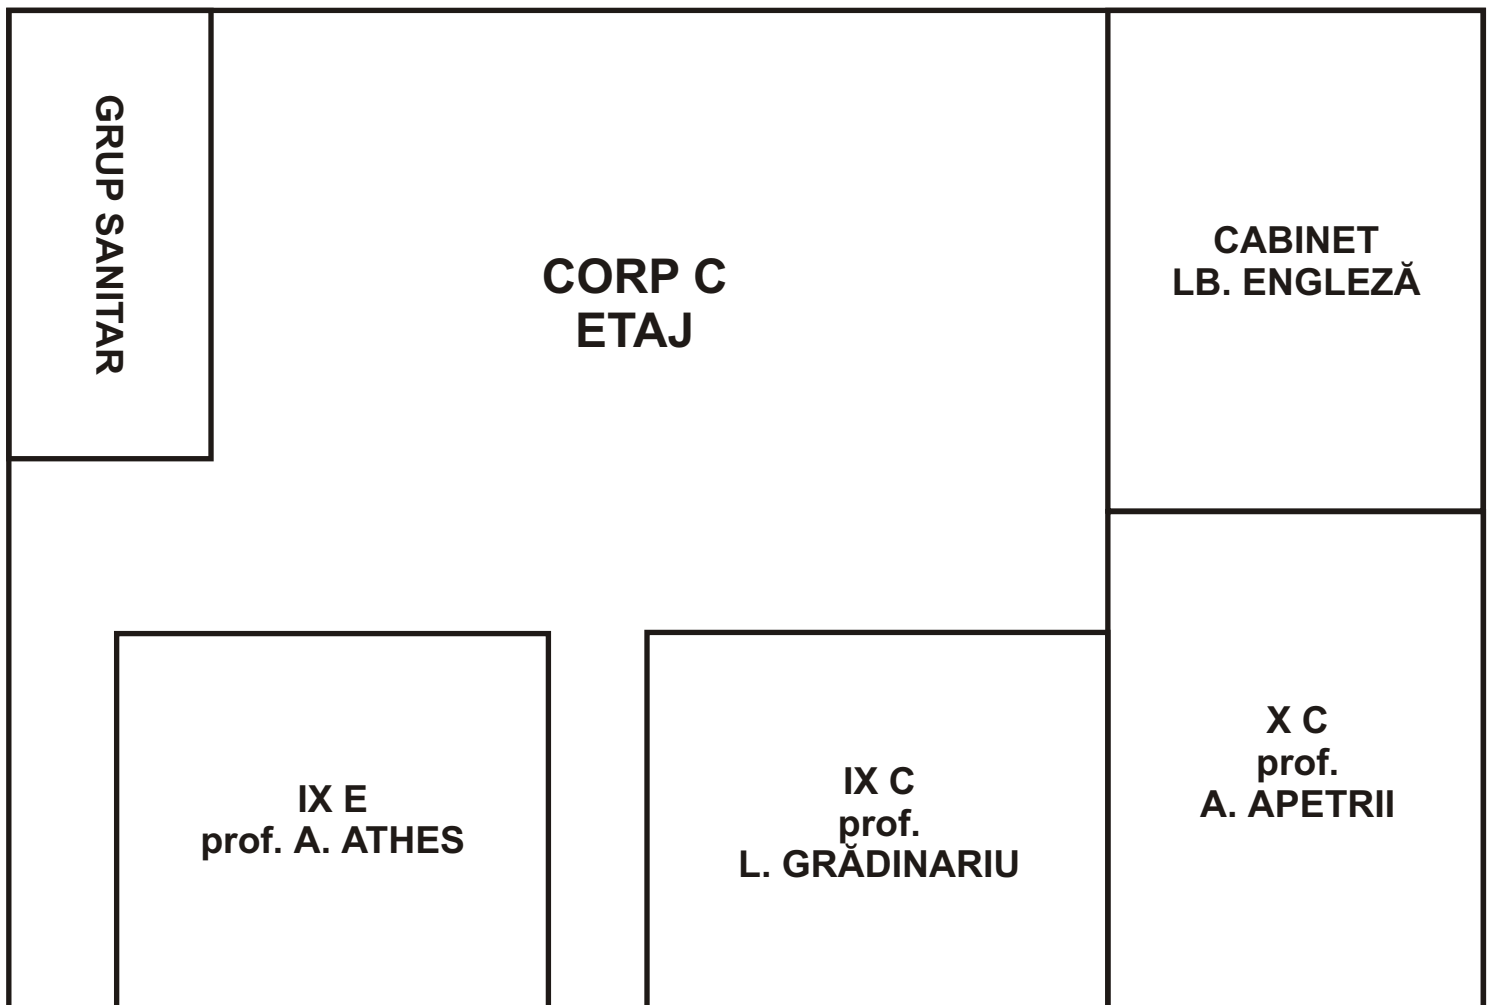 GRUP SANITAR
CORP C
ETAJ
CABINET
LB. ENGLEZĂ
IX E
prof. A. ATHES
IX C
prof.
L. GRĂDINARIU
X C
prof.
A. APETRII